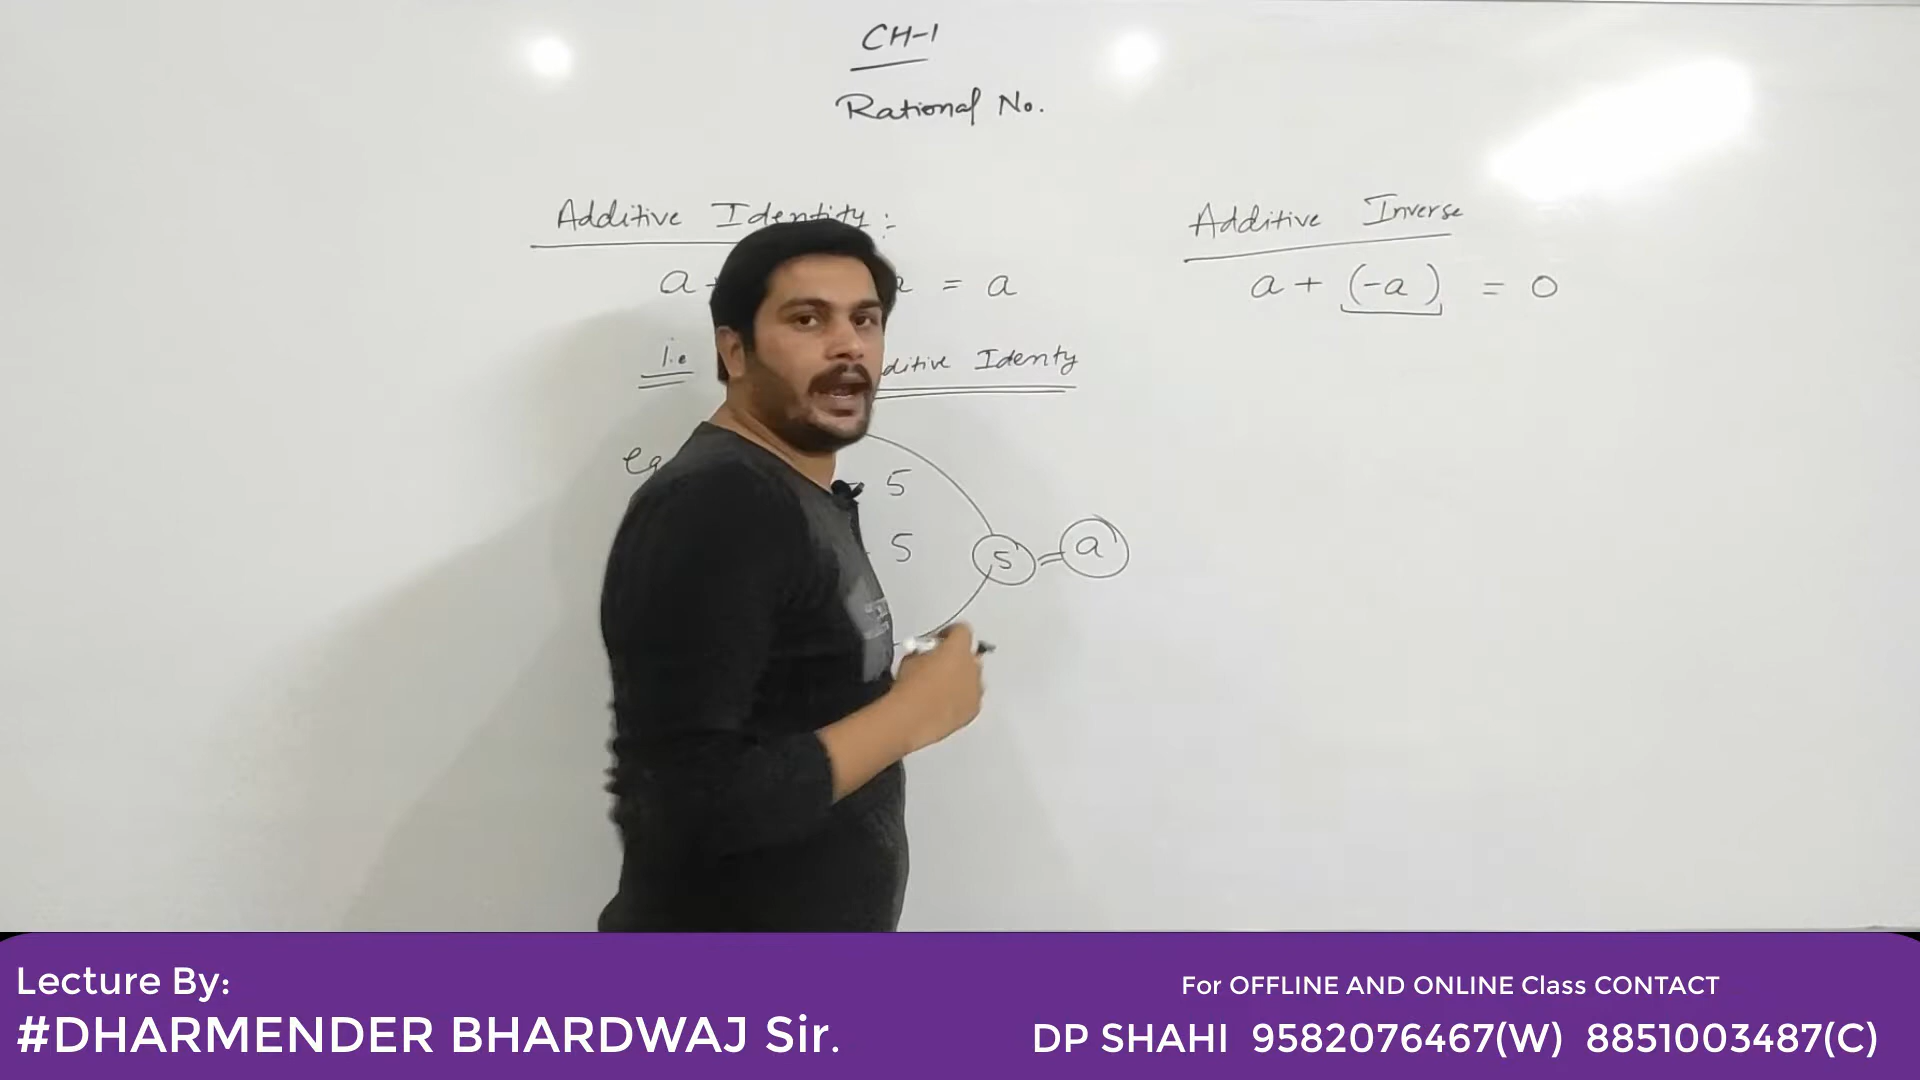 CH-1
Rational No.
Additive Identity:
a + = a
i.e Identy
eg
5
5
5 = a
Additive Inverse
a + (-a) = 0
Lecture By:
#DHARMENDER BHARDWAJ Sir.
For OFFLINE AND ONLINE Class CONTACT
DP SHAHI 9582076467(W) 8851003487(C)